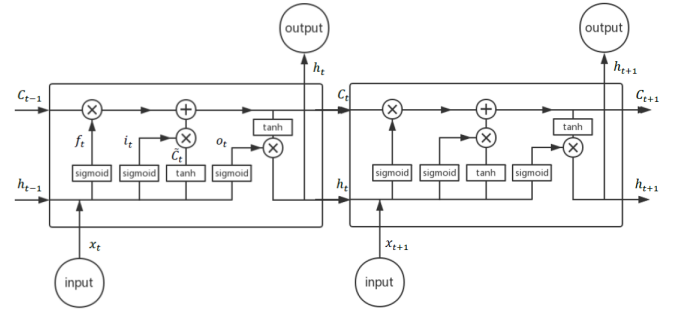 output output
h_t h_{t+1}
C_{t-1} C_t C_{t+1}
tanh tanh
f_t i_t C̃_t o_t
sigmoid sigmoid tanh sigmoid sigmoid sigmoid tanh sigmoid
h_{t-1} h_t h_{t+1}
x_t x_{t+1}
input input